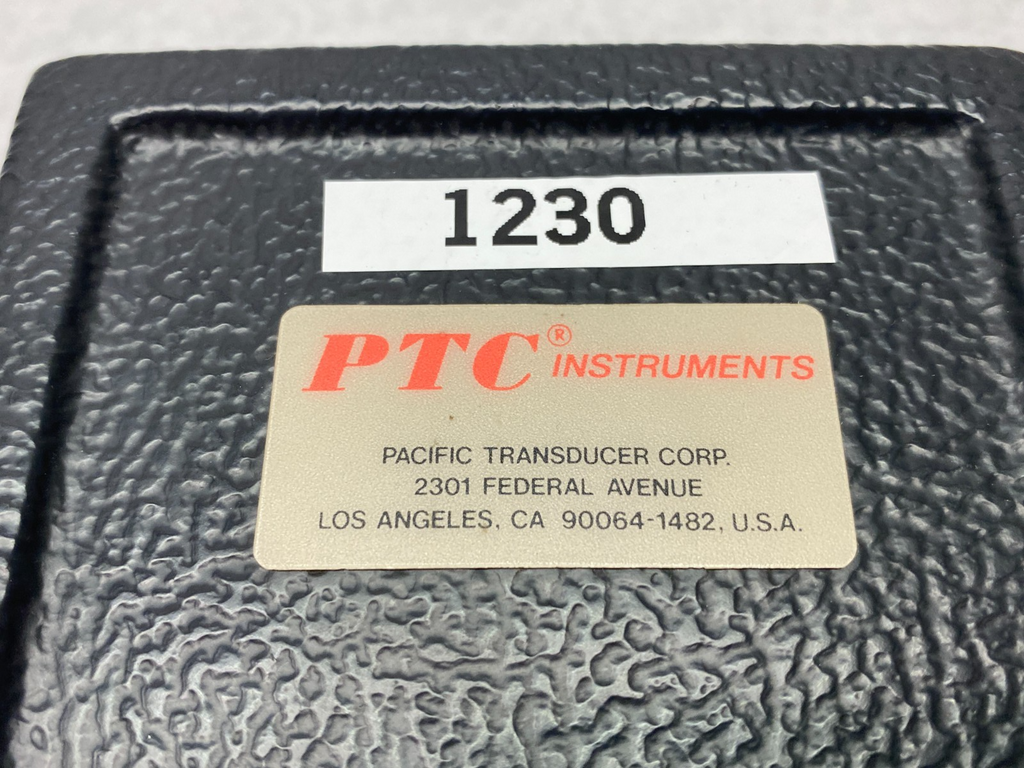 1230
PTC® INSTRUMENTS
PACIFIC TRANSDUCER CORP.
2301 FEDERAL AVENUE
LOS ANGELES, CA 90064-1482, U.S.A.